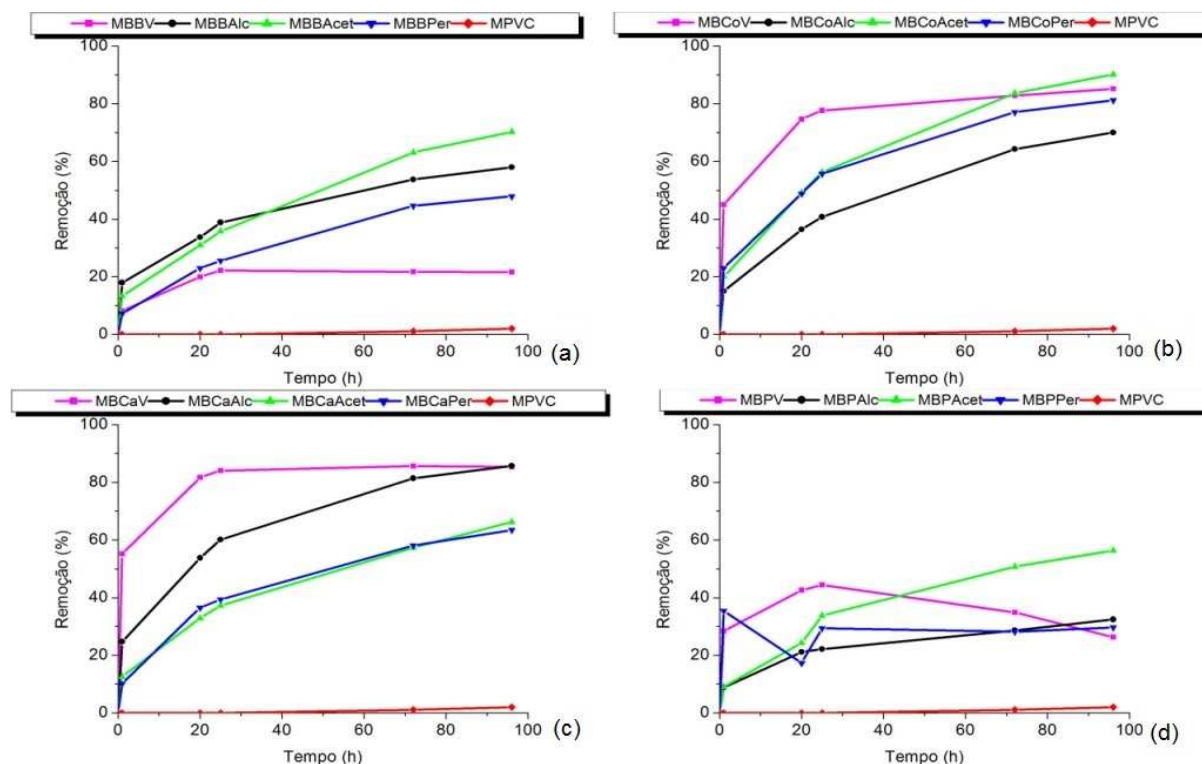 MBBV MBBAlc MBBAcet MBBPer MPVC
100
80
60
40
20
0
Remoção (%)
0 20 40 60 80 100
Tempo (h)
(a)
MBCoV MBCoAlc MBCoAcet MBCoPer MPVC
100
80
60
40
20
0
Remoção (%)
0 20 40 60 80 100
Tempo (h)
(b)
MBCaV MBCaAlc MBCaAcet MBCaPer MPVC
100
80
60
40
20
0
Remoção (%)
0 20 40 60 80 100
Tempo (h)
(c)
MBPV MBPAlc MBPAcet MBPPer MPVC
100
80
60
40
20
0
Remoção (%)
0 20 40 60 80 100
Tempo (h)
(d)